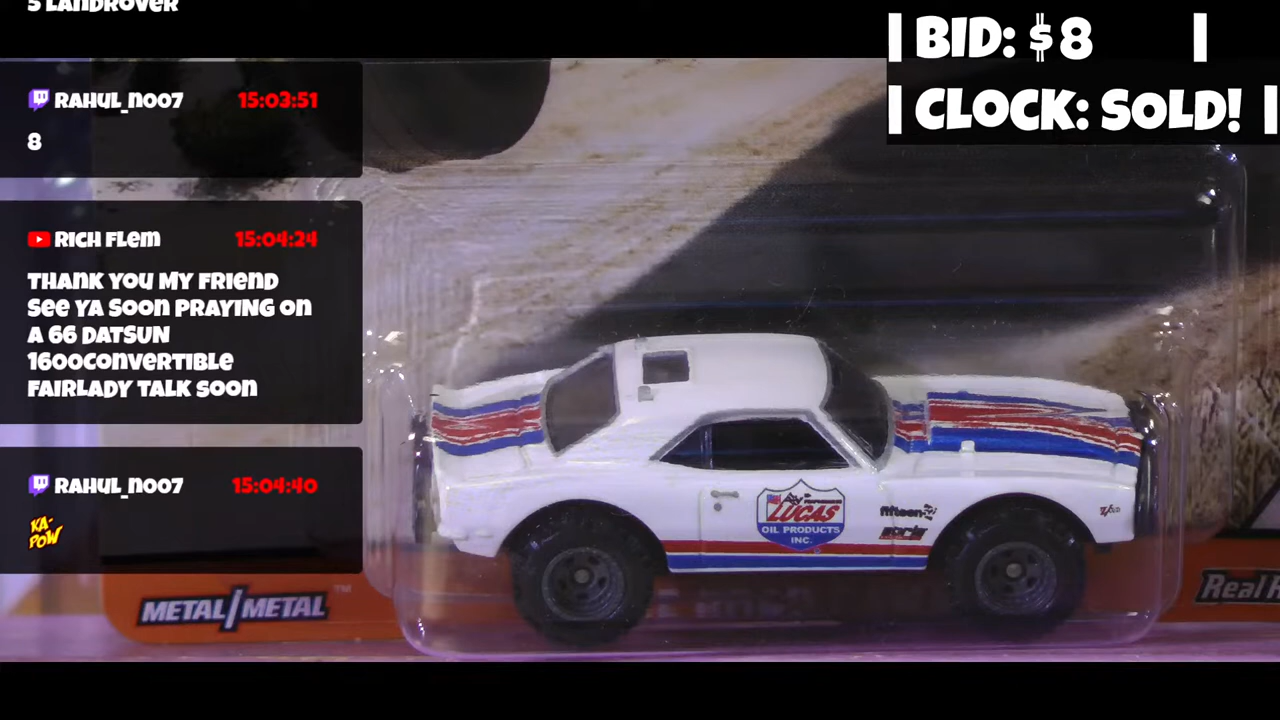 5 LANDROVER
| BID: $8 |
| CLOCK: SOLD! |
RAHUL_N007 15:03:51
8
RICH FLEM 15:04:24
THANK YOU MY FRIEND
SEE YA SOON PRAYING ON
A 66 DATSUN
1600CONVERTIBLE
FAIRLADY TALK SOON
RAHUL_N007 15:04:40
KA-
POW
LUCAS
OIL PRODUCTS
INC.
fifteen
METAL/METAL™
Real R